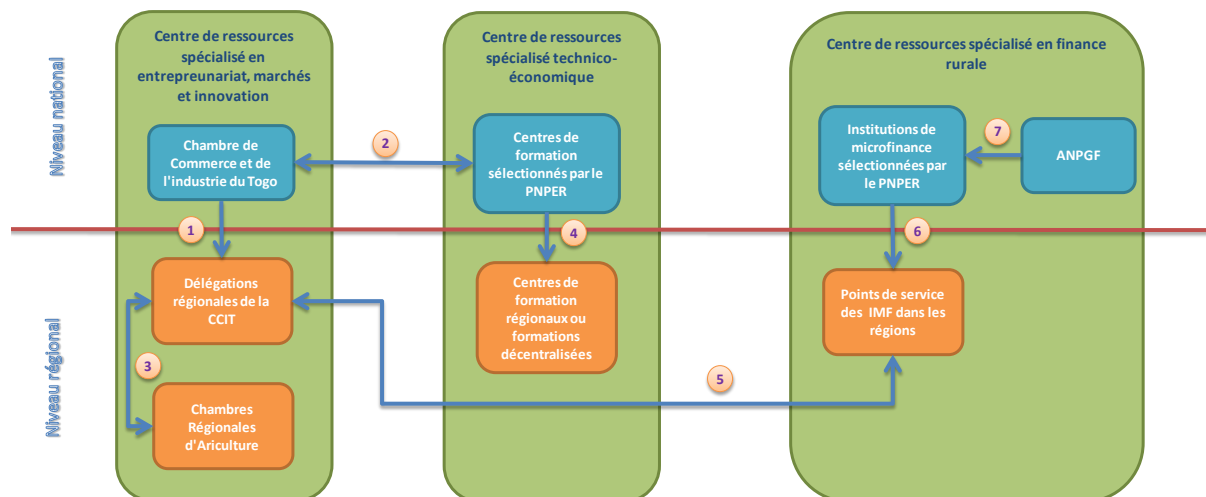 Niveau national
Centre de ressources
spécialisé en
entrepreunariat, marchés
et innovation
Centre de ressources
spécialisé technico-
économique
Centre de ressources spécialisé en finance
rurale
Chambre de
Commerce et de
l'industrie du Togo
2
Centres de
formation
sélectionnés par le
PNPER
Institutions de
microfinance
sélectionnées par
le PNPER
7
ANPGF
1
4
6
Niveau régional
Délégations
régionales de la
CCIT
Centres de
formation
régionaux ou
formations
décentralisées
Points de service
des IMF dans les
régions
3
5
Chambres
Régionales
d'Ariculture